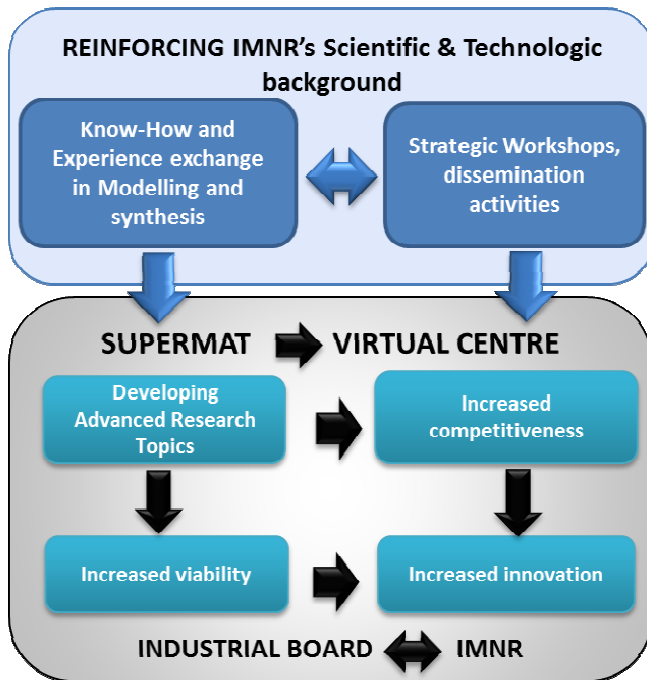 REINFORCING IMNR's Scientific & Technologic
background
Know-How and
Experience exchange
in Modelling and
synthesis
Strategic Workshops,
dissemination
activities
SUPERMAT VIRTUAL CENTRE
Developing
Advanced Research
Topics
Increased
competitiveness
Increased viability
Increased innovation
INDUSTRIAL BOARD IMNR